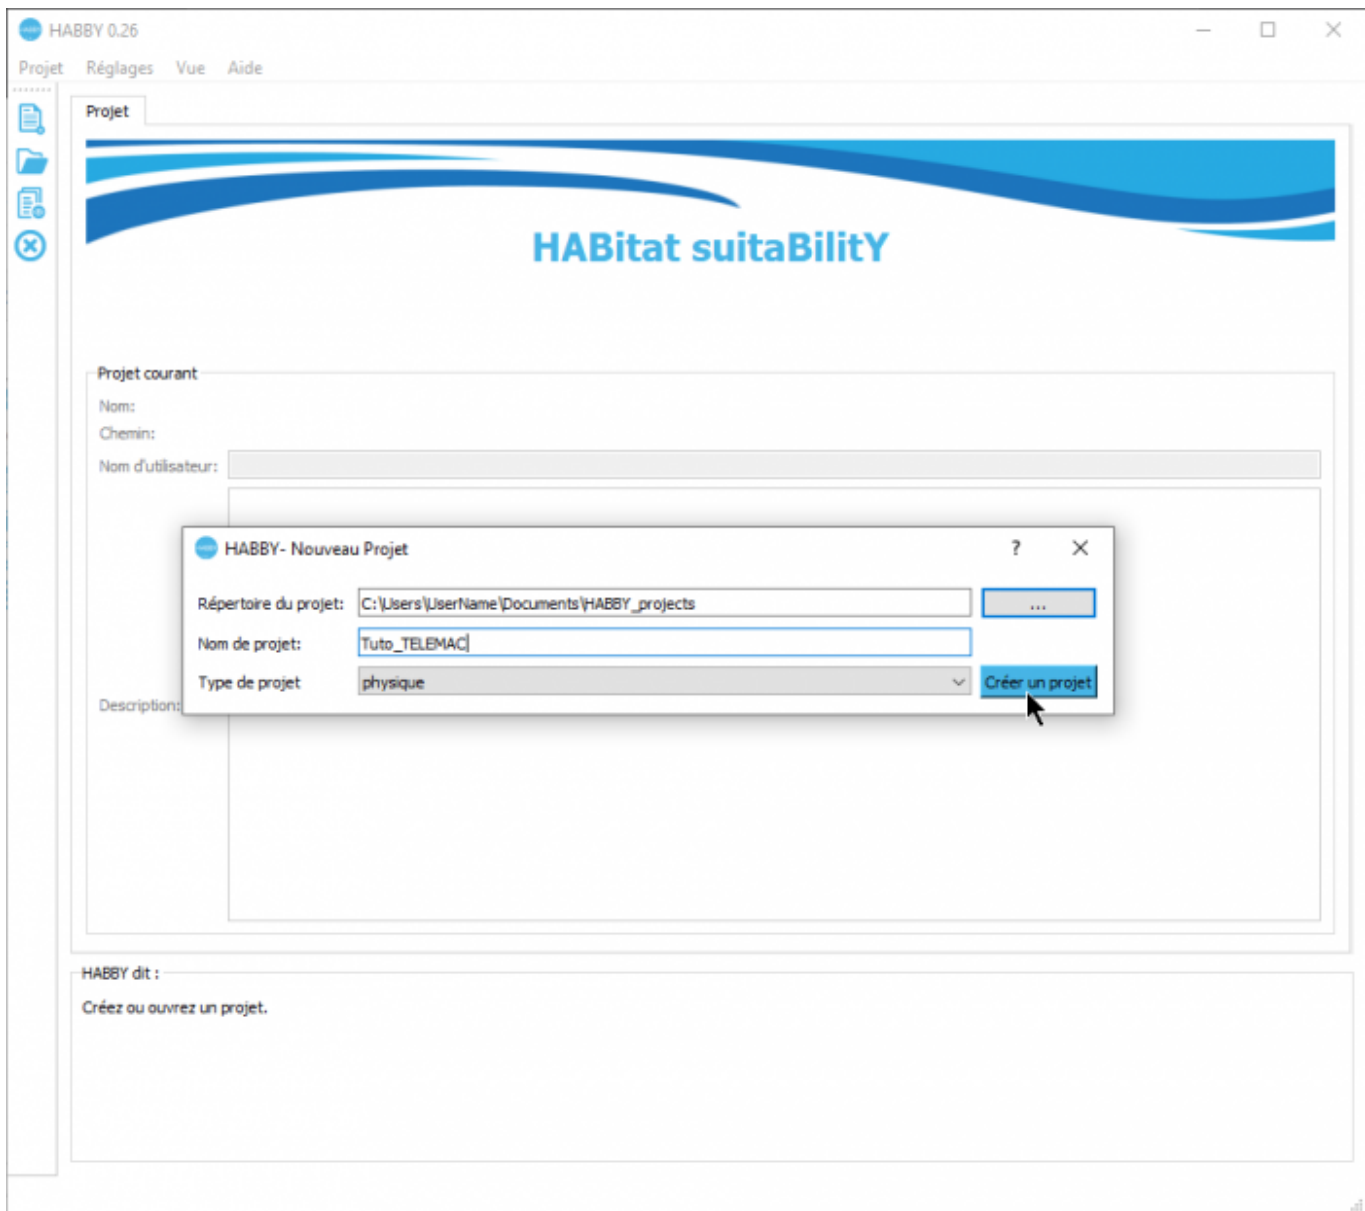 HABBY 0.26
Projet Réglages Vue Aide
Projet
HABitat suitaBilitY
Projet courant
Nom:
Chemin:
Nom d'utilisateur:
HABBY- Nouveau Projet
?
Répertoire du projet: C:\Users\UserName\Documents\HABBY_projects ...
Nom de projet: Tuto_TELEMAC
Type de projet physique Créer un projet
Description:
HABBY dit :
Créez ou ouvrez un projet.